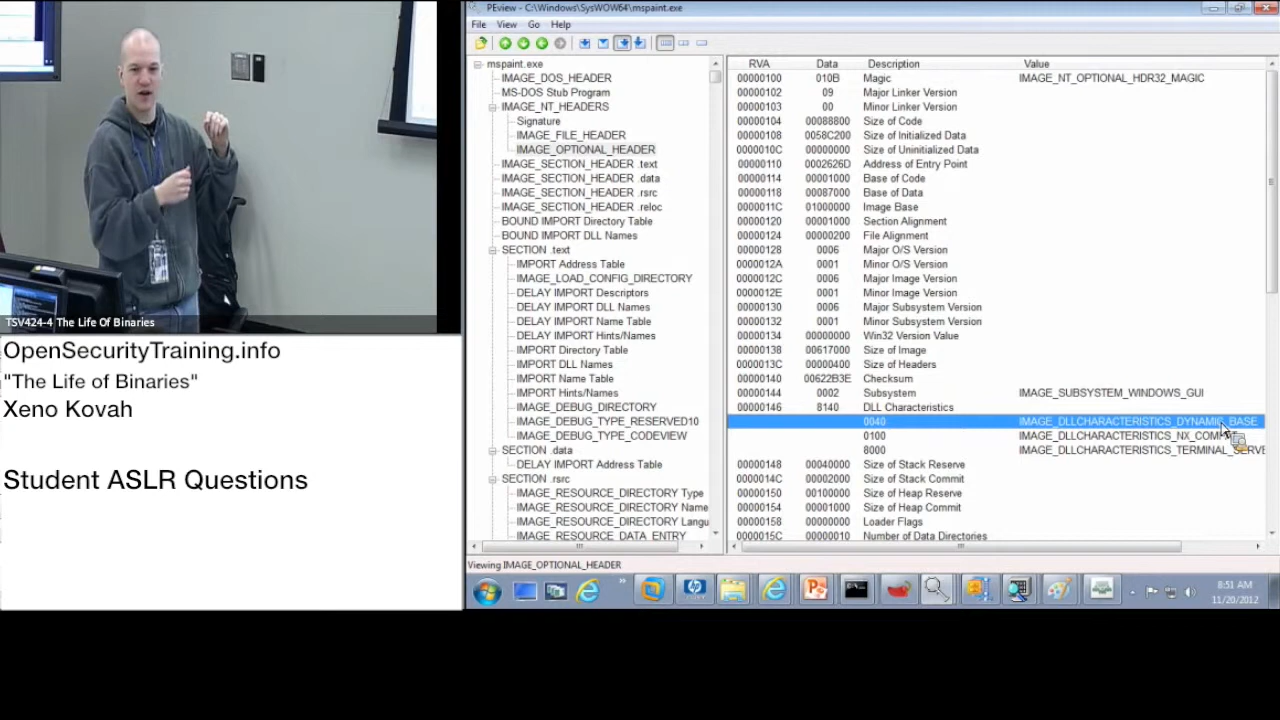 TSV424-4 The Life Of Binaries
OpenSecurityTraining.info
"The Life of Binaries"
Xeno Kovah
Student ASLR Questions
PEview - C:\Windows\SysWOW64\mspaint.exe
File View Go Help
mspaint.exe
IMAGE_DOS_HEADER
MS-DOS Stub Program
IMAGE_NT_HEADERS
Signature
IMAGE_FILE_HEADER
IMAGE_OPTIONAL_HEADER
IMAGE_SECTION_HEADER .text
IMAGE_SECTION_HEADER .data
IMAGE_SECTION_HEADER .rsrc
IMAGE_SECTION_HEADER .reloc
BOUND IMPORT Directory Table
BOUND IMPORT DLL Names
SECTION .text
IMPORT Address Table
IMAGE_LOAD_CONFIG_DIRECTORY
DELAY IMPORT Descriptors
DELAY IMPORT DLL Names
DELAY IMPORT Name Table
DELAY IMPORT Hints/Names
IMPORT Directory Table
IMPORT DLL Names
IMPORT Name Table
IMPORT Hints/Names
IMAGE_DEBUG_DIRECTORY
IMAGE_DEBUG_TYPE_RESERVED10
IMAGE_DEBUG_TYPE_CODEVIEW
SECTION .data
DELAY IMPORT Address Table
SECTION .rsrc
IMAGE_RESOURCE_DIRECTORY Type
IMAGE_RESOURCE_DIRECTORY Name
IMAGE_RESOURCE_DIRECTORY Langu
IMAGE_RESOURCE_DATA_ENTRY
RVA Data Description Value
00000100 010B Magic IMAGE_NT_OPTIONAL_HDR32_MAGIC
00000102 09 Major Linker Version
00000103 00 Minor Linker Version
00000104 00088800 Size of Code
00000108 0058C200 Size of Initialized Data
0000010C 00000000 Size of Uninitialized Data
00000110 0002626D Address of Entry Point
00000114 00001000 Base of Code
00000118 00087000 Base of Data
0000011C 01000000 Image Base
00000120 00001000 Section Alignment
00000124 00000200 File Alignment
00000128 0006 Major O/S Version
0000012A 0001 Minor O/S Version
0000012C 0006 Major Image Version
0000012E 0001 Minor Image Version
00000130 0006 Major Subsystem Version
00000132 0001 Minor Subsystem Version
00000134 00000000 Win32 Version Value
00000138 00617000 Size of Image
0000013C 00000400 Size of Headers
00000140 00622B3E Checksum
00000144 0002 Subsystem IMAGE_SUBSYSTEM_WINDOWS_GUI
00000146 8140 DLL Characteristics
0040 IMAGE_DLLCHARACTERISTICS_DYNAMIC_BASE
0100 IMAGE_DLLCHARACTERISTICS_NX_COM
8000 IMAGE_DLLCHARACTERISTICS_TERMINAL_SERVE
00000148 00040000 Size of Stack Reserve
0000014C 00002000 Size of Stack Commit
00000150 00100000 Size of Heap Reserve
00000154 00001000 Size of Heap Commit
00000158 00000000 Loader Flags
0000015C 00000010 Number of Data Directories
Viewing IMAGE_OPTIONAL_HEADER
8:51 AM
11/20/2012